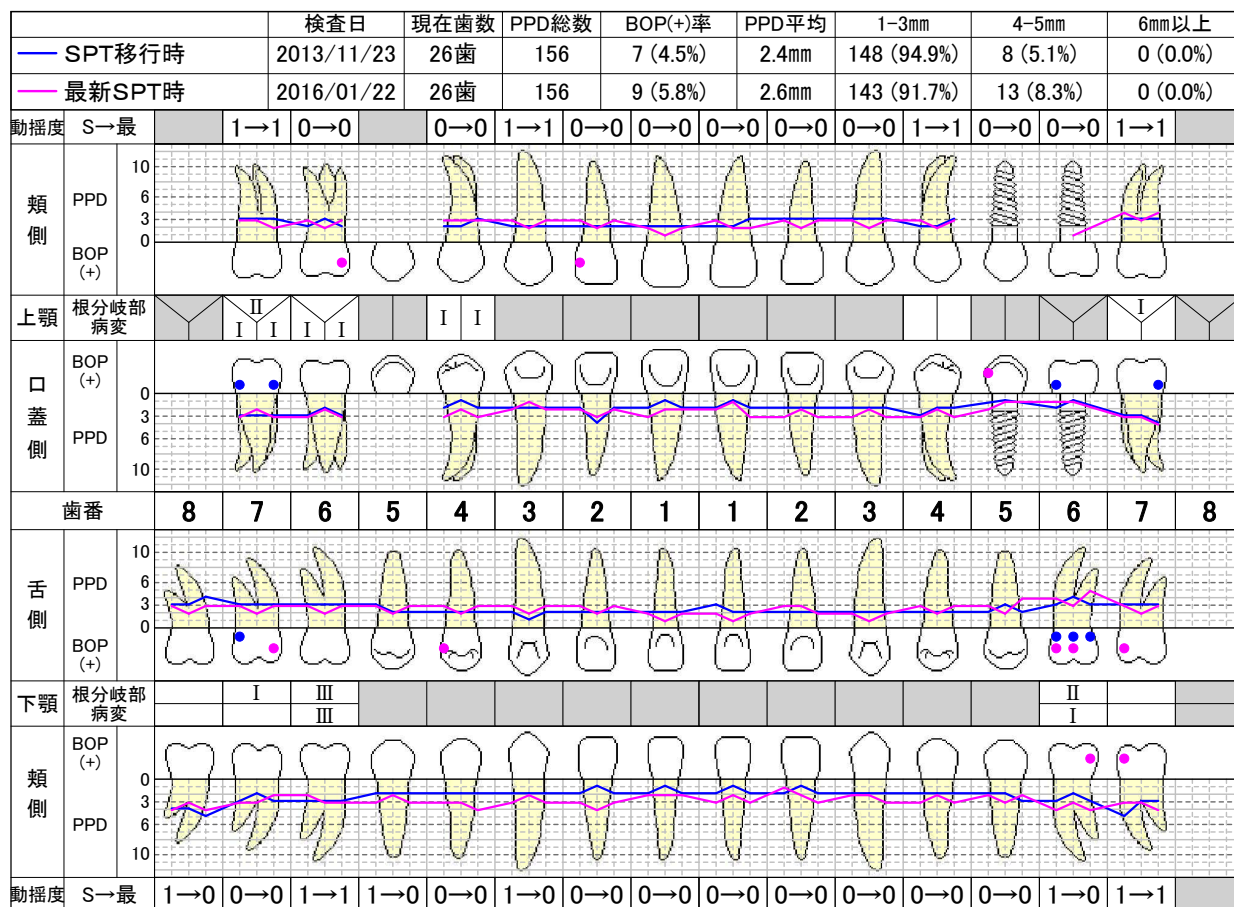 検査日 現在歯数 PPD総数 BOP(+)率 PPD平均 1-3mm 4-5mm 6mm以上
SPT移行時 2013/11/23 26歯 156 7 (4.5%) 2.4mm 148 (94.9%) 8 (5.1%) 0 (0.0%)
最新SPT時 2016/01/22 26歯 156 9 (5.8%) 2.6mm 143 (91.7%) 13 (8.3%) 0 (0.0%)
動揺度 S→最 1→1 0→0 0→0 1→1 0→0 0→0 0→0 0→0 0→0 1→1 0→0 0→0 1→1
頬側 PPD 10 6 3 0
BOP (+)
上顎 根分岐部病変 II I I I I I I I
口蓋側 BOP (+)
PPD 0 3 6 10
歯番 8 7 6 5 4 3 2 1 1 2 3 4 5 6 7 8
舌側 PPD 10 6 3 0
BOP (+)
下顎 根分岐部病変 I III II
III I
頬側 BOP (+)
PPD 0 3 6 10
動揺度 S→最 1→0 0→0 1→1 1→0 0→0 1→0 0→0 0→0 0→0 0→0 0→0 0→0 0→0 1→0 1→1